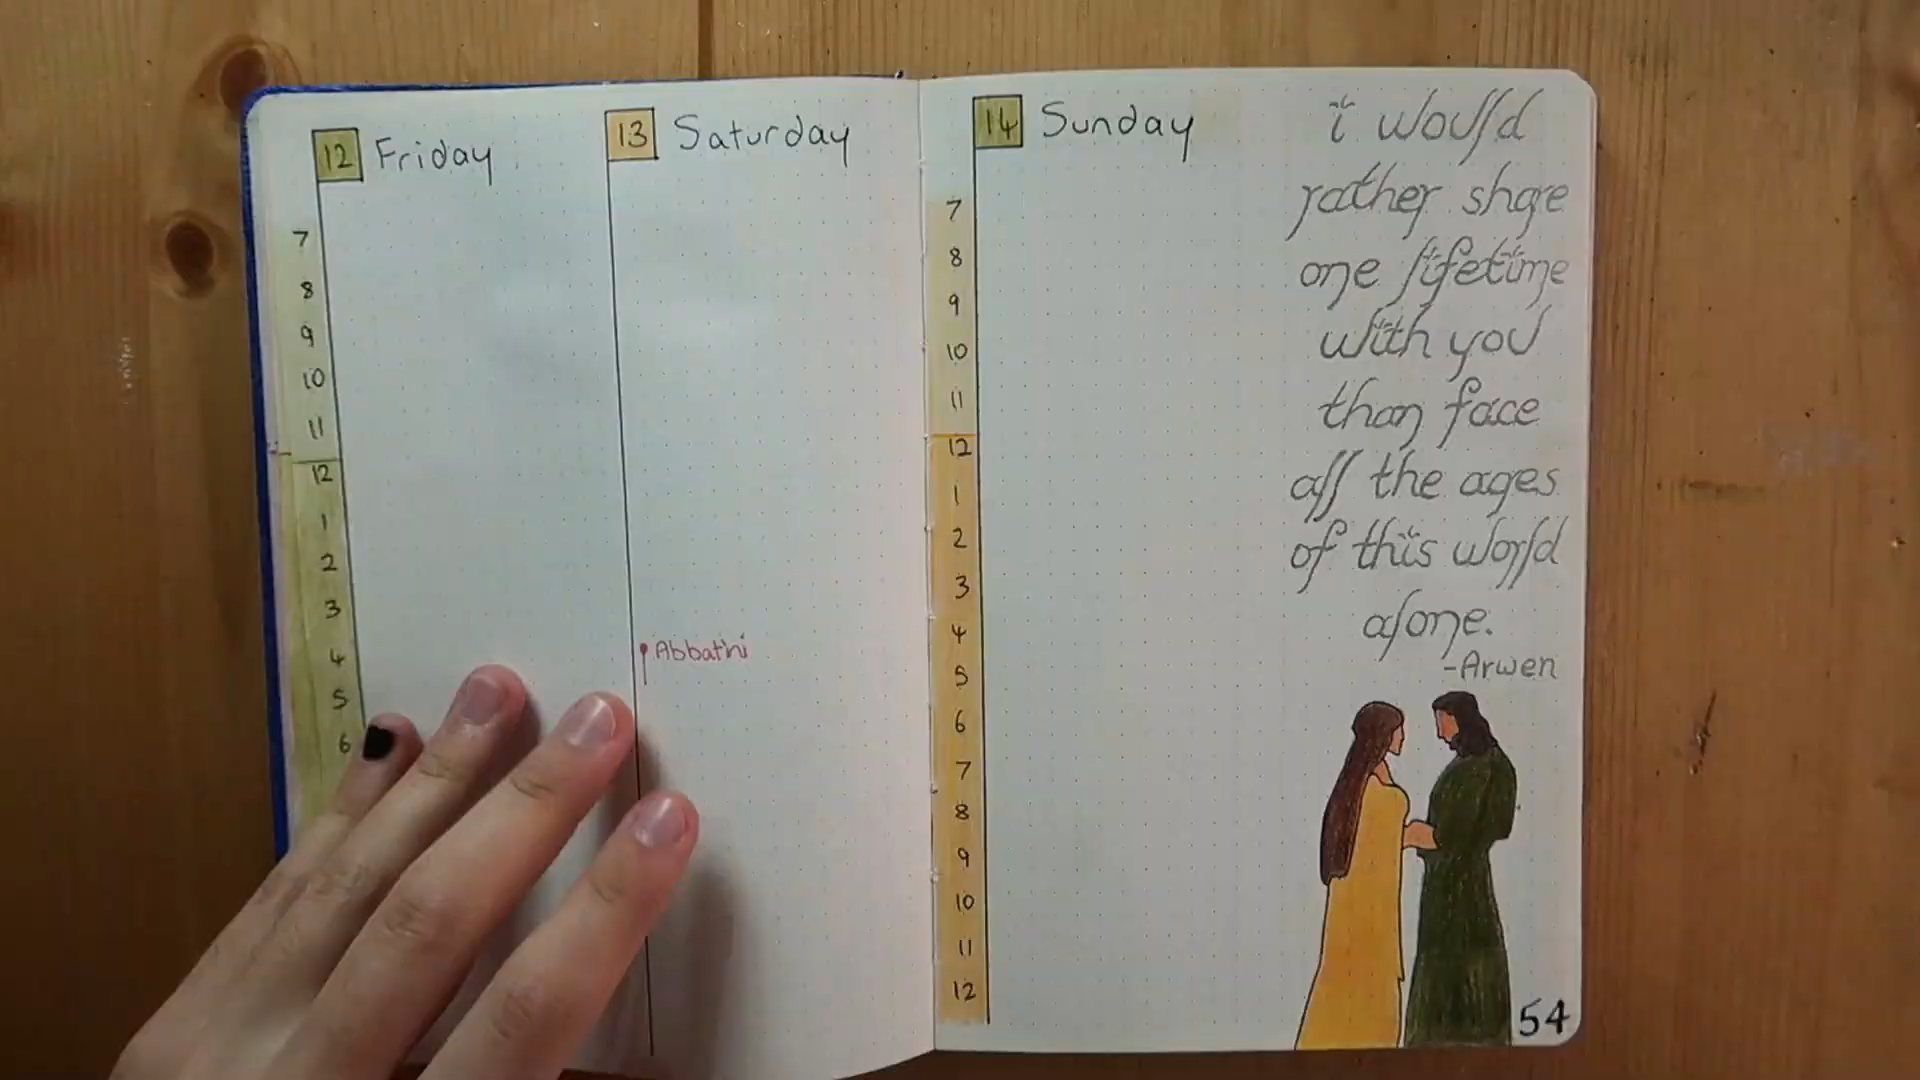 12 Friday
7
8
9
10
11
12
1
2
3
4
5
6
13 Saturday
Abbathi
14 Sunday
7
8
9
10
11
12
1
2
3
4
5
6
7
8
9
10
11
12
i would
rather share
one lifetime
with you
than face
all the ages
of this world
alone.
-Arwen
54